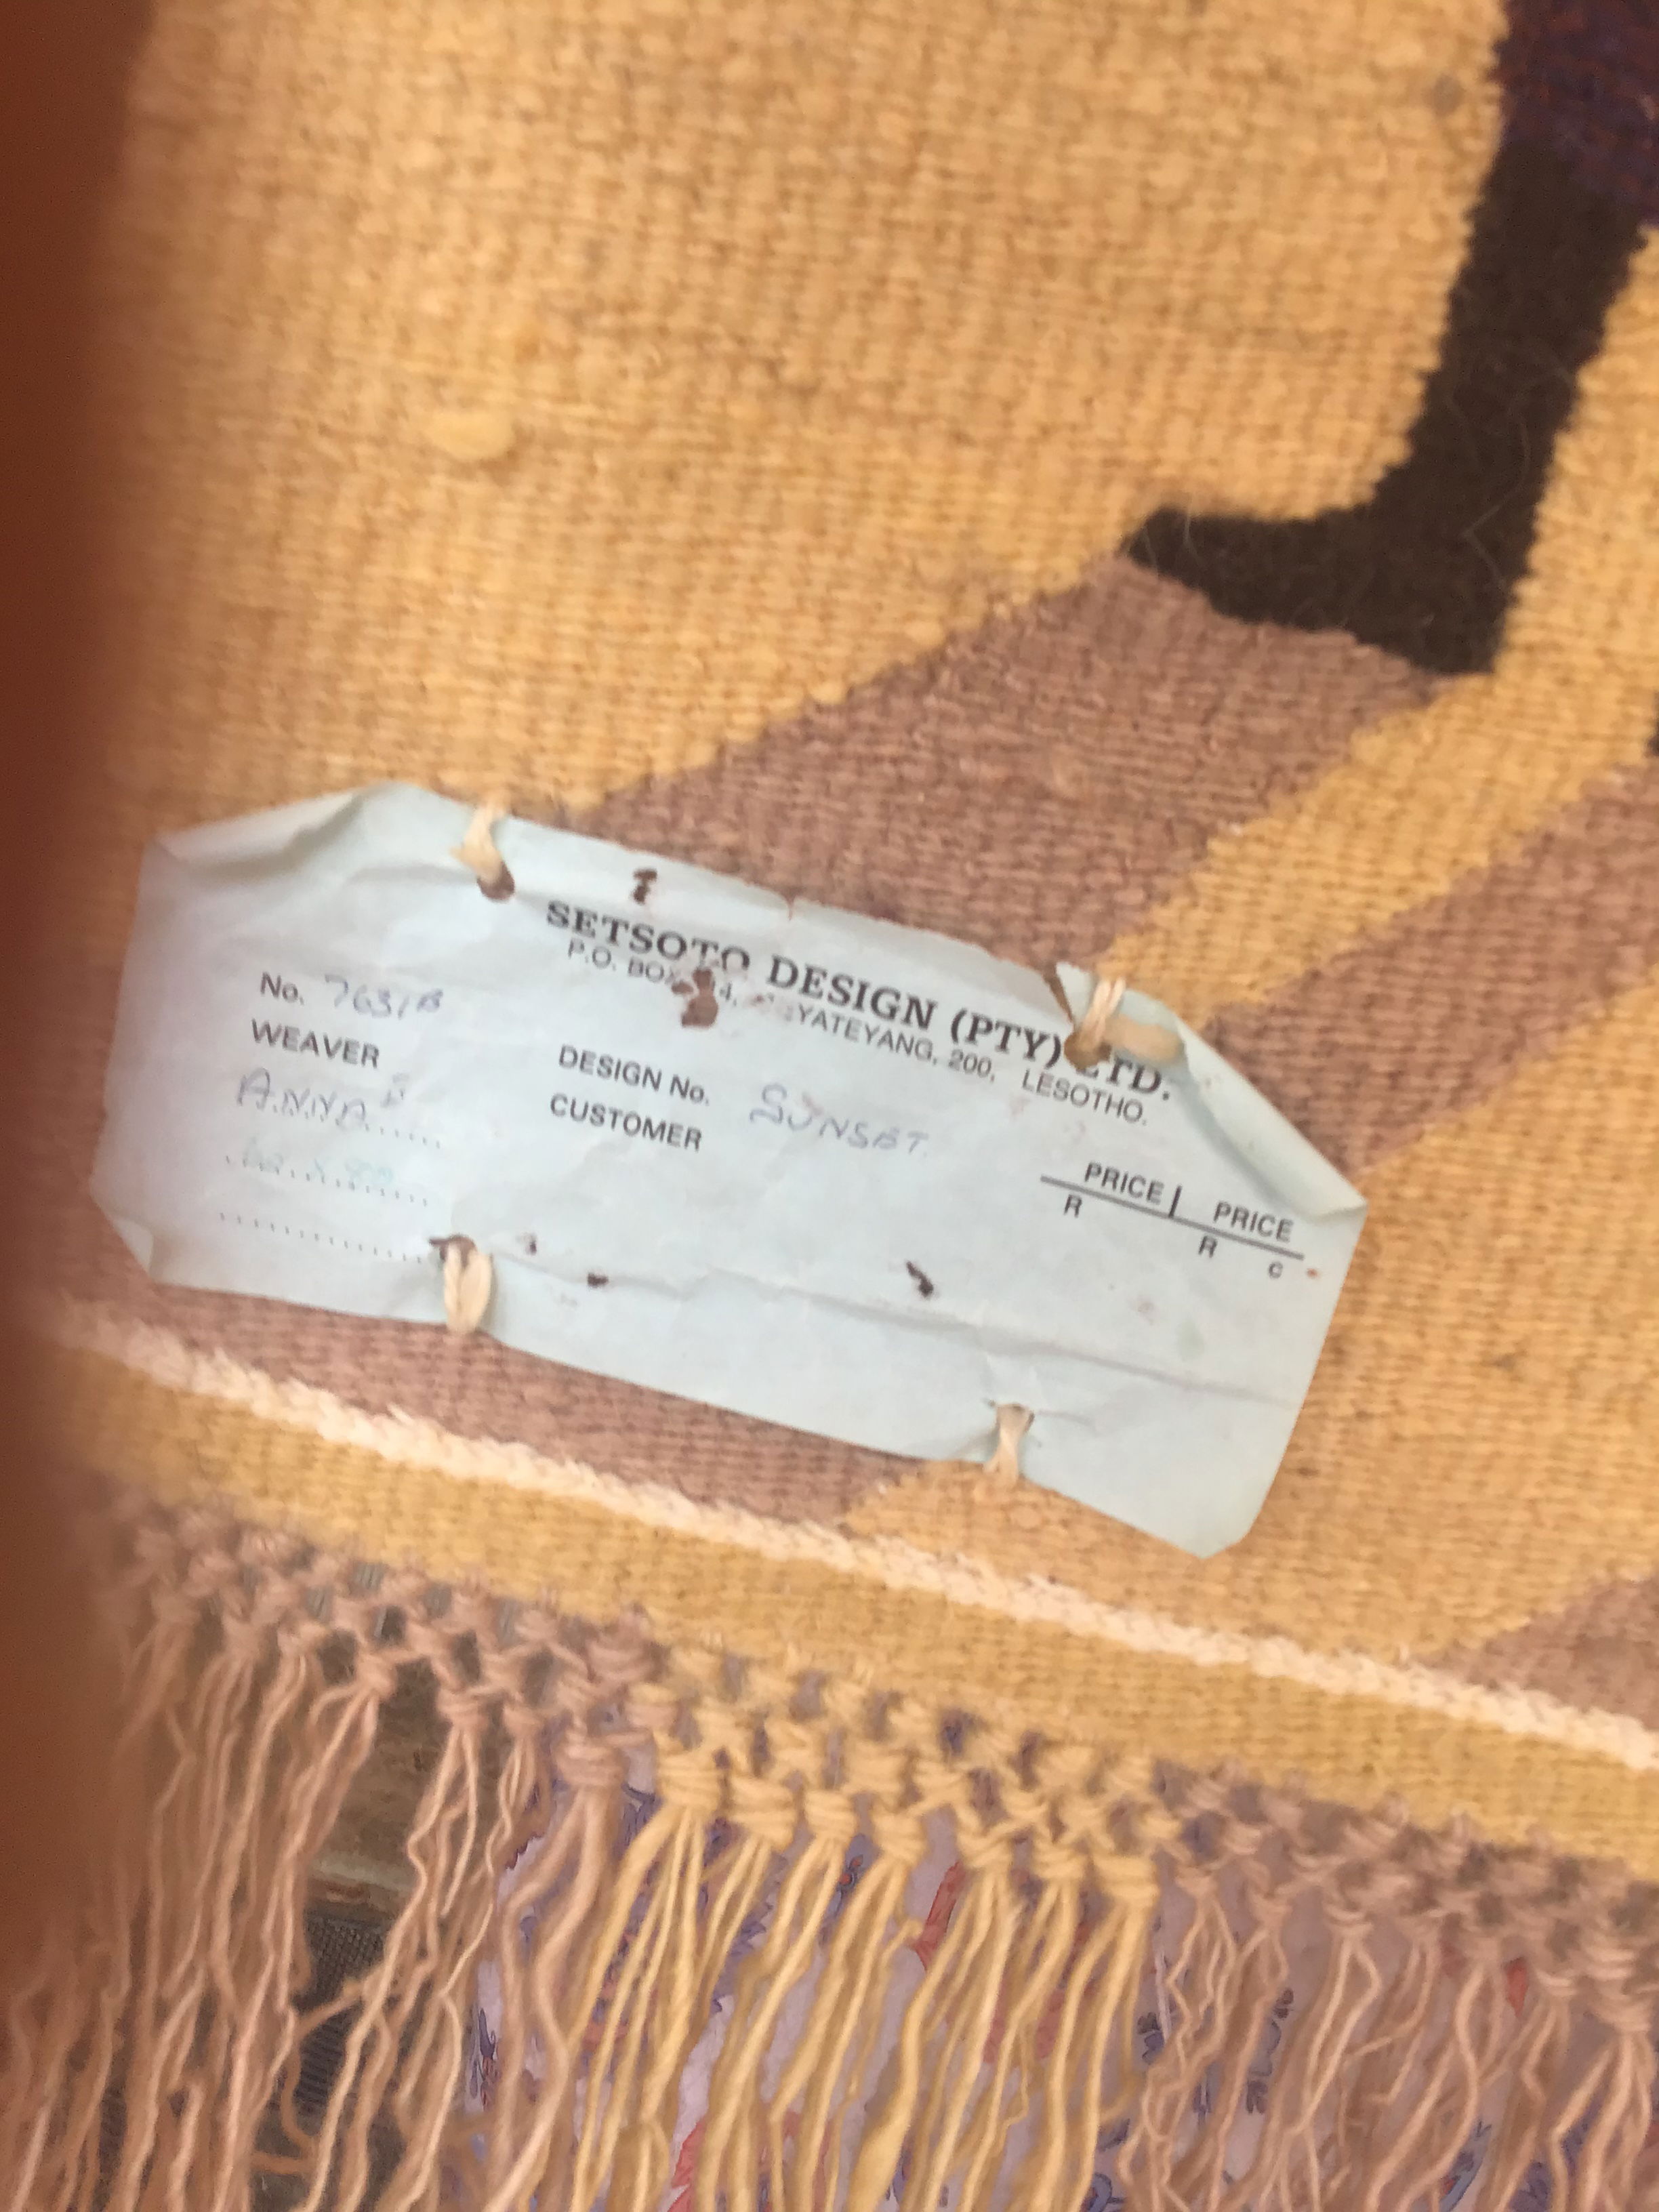 SETSOTO DESIGN (PTY) LTD.
P.O. BOX YATEYANG, 200, LESOTHO.
No. 7631B
WEAVER
ANNA
DESIGN No. SUNSET
CUSTOMER
PRICE | PRICE
R R c